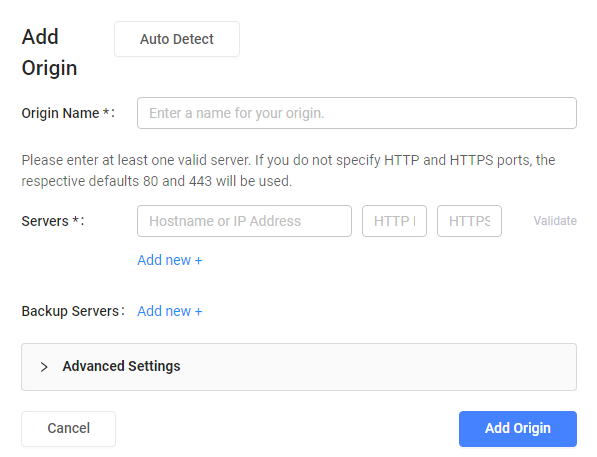 Add
Origin
Auto Detect
Origin Name *:
Enter a name for your origin.
Please enter at least one valid server. If you do not specify HTTP and HTTPS ports, the
respective defaults 80 and 443 will be used.
Servers *: Hostname or IP Address HTTP HTTPS Validate
Add new +
Backup Servers: Add new +
> Advanced Settings
Cancel Add Origin